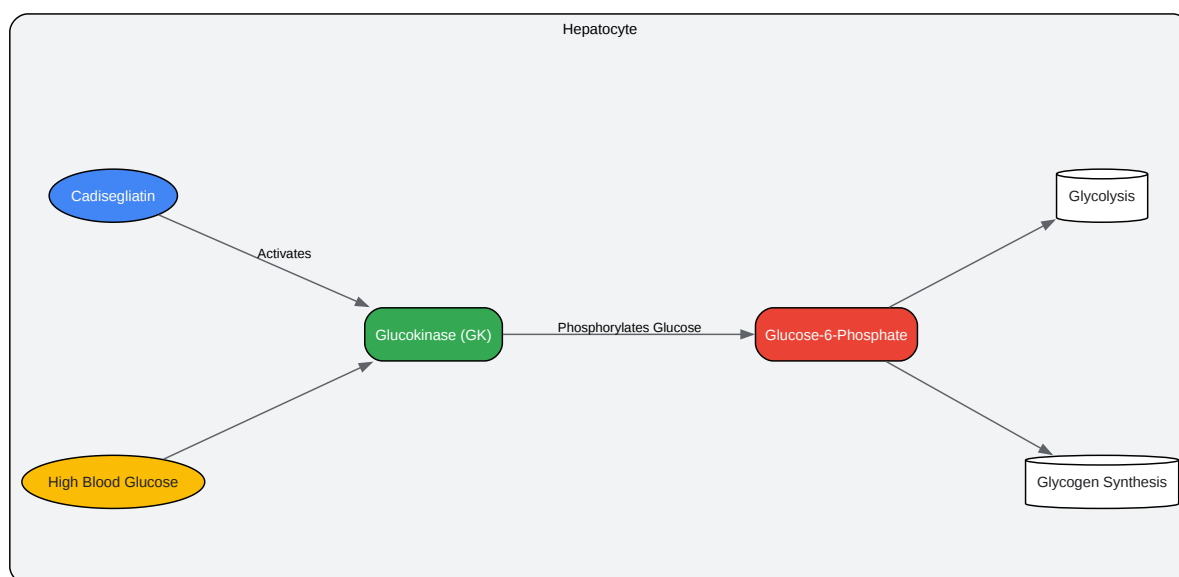 Hepatocyte
Cadisegliatin
Glycolysis
Activates
Glucokinase (GK)
Phosphorylates Glucose
Glucose-6-Phosphate
High Blood Glucose
Glycogen Synthesis